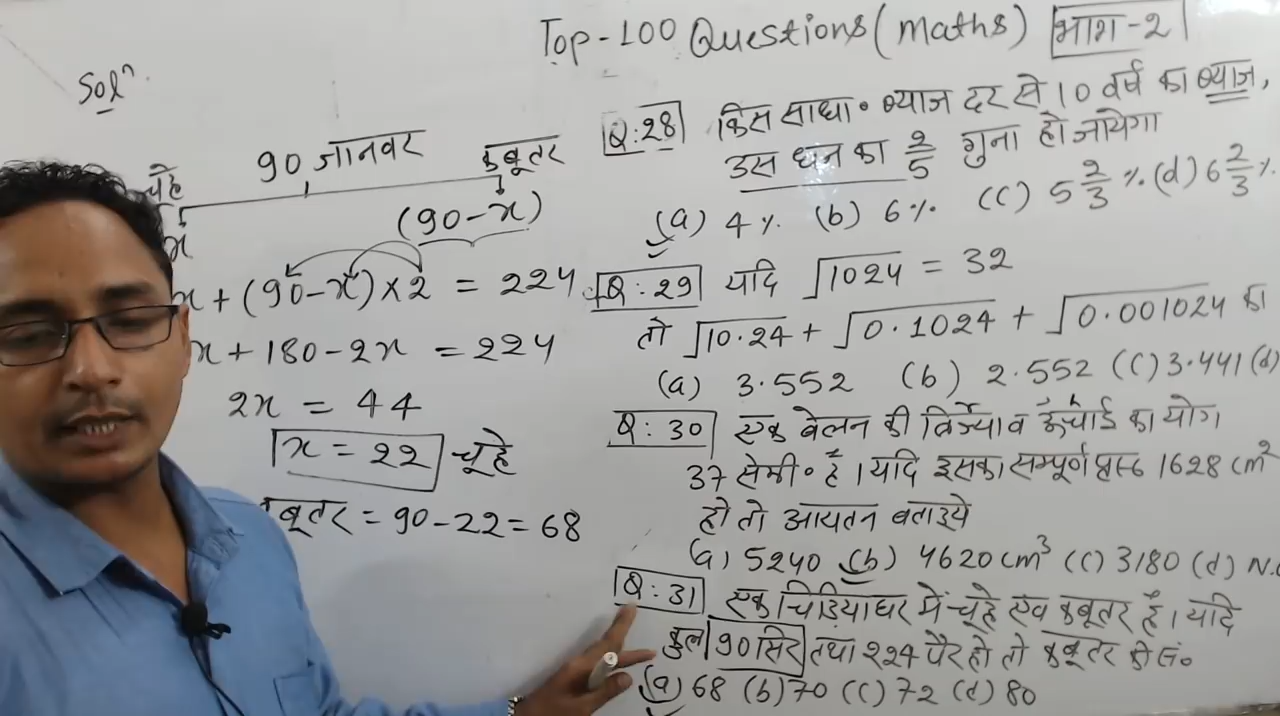 Top-100 Questions (Maths) भाग-2
Solⁿ.
90 जानवर
चूहे कबूतर
x (90-x)
x + (90-x)×2 = 224
x + 180-2x = 224
2x = 44
x = 22 चूहे
कबूतर = 90-22 = 68
Q:28 किस साधा॰ ब्याज दर से 10 वर्ष का ब्याज,
उस धन का 2/5 गुना हो जायेगा
(a) 4% (b) 6% (c) 5 2/3 % (d) 6 2/3 %
Q:29 यदि √1024 = 32
तो √10.24 + √0.1024 + √0.001024 का
(a) 3.552 (b) 2.552 (c) 3.441 (d)
Q:30 एक बेलन की त्रिज्या व ऊँचाई का योग
37 सेमी॰ है। यदि इसका सम्पूर्ण पृष्ठ 1628 cm²
हो तो आयतन बताइये
(a) 5240 (b) 4620 cm³ (c) 3180 (d) N.
Q:31 एक चिडियाघर में चूहे एव कबूतर है। यदि
कुल 90 सिर तथा 224 पैर हो तो कबूतर की सं॰
(a) 68 (b) 70 (c) 72 (d) 80